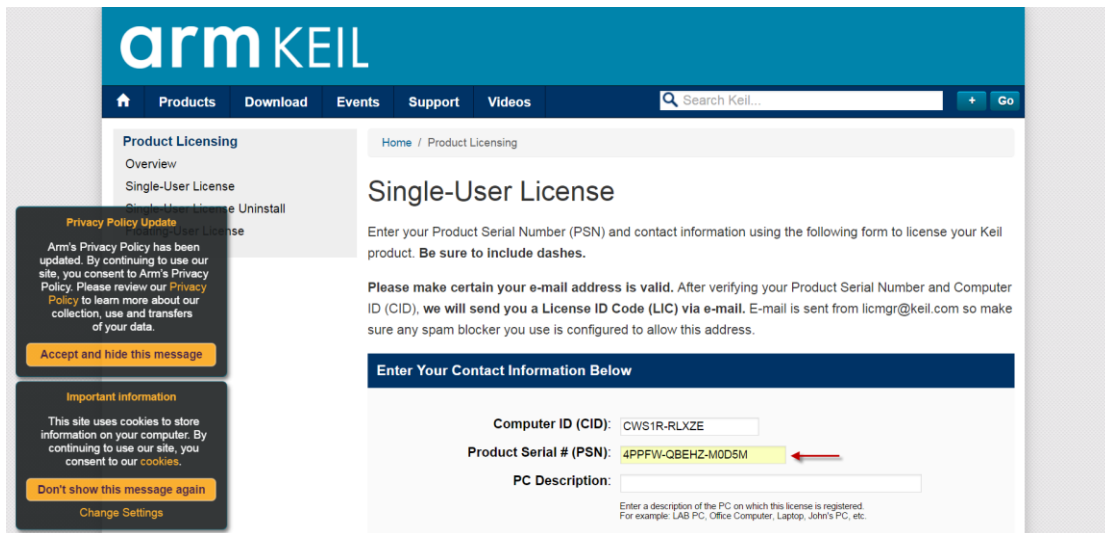 arm KEIL
Products Download Events Support Videos Search Keil... + Go
Product Licensing
Overview
Single-User License
Single-User License Uninstall
Floating-User License
Home / Product Licensing
Single-User License
Enter your Product Serial Number (PSN) and contact information using the following form to license your Keil
product. Be sure to include dashes.
Please make certain your e-mail address is valid. After verifying your Product Serial Number and Computer
ID (CID), we will send you a License ID Code (LIC) via e-mail. E-mail is sent from licmgr@keil.com so make
sure any spam blocker you use is configured to allow this address.
Enter Your Contact Information Below
Computer ID (CID): CWS1R-RLXZE
Product Serial # (PSN): 4PPFW-QBEHZ-M0D5M
PC Description:
Enter a description of the PC on which this license is registered.
For example: LAB PC, Office Computer, Laptop, John's PC, etc.
Privacy Policy Update
Arm's Privacy Policy has been
updated. By continuing to use our
site, you consent to Arm's Privacy
Policy. Please review our Privacy
Policy to learn more about our
collection, use and transfers
of your data.
Accept and hide this message
Important information
This site uses cookies to store
information on your computer. By
continuing to use our site, you
consent to our cookies.
Don't show this message again
Change Settings